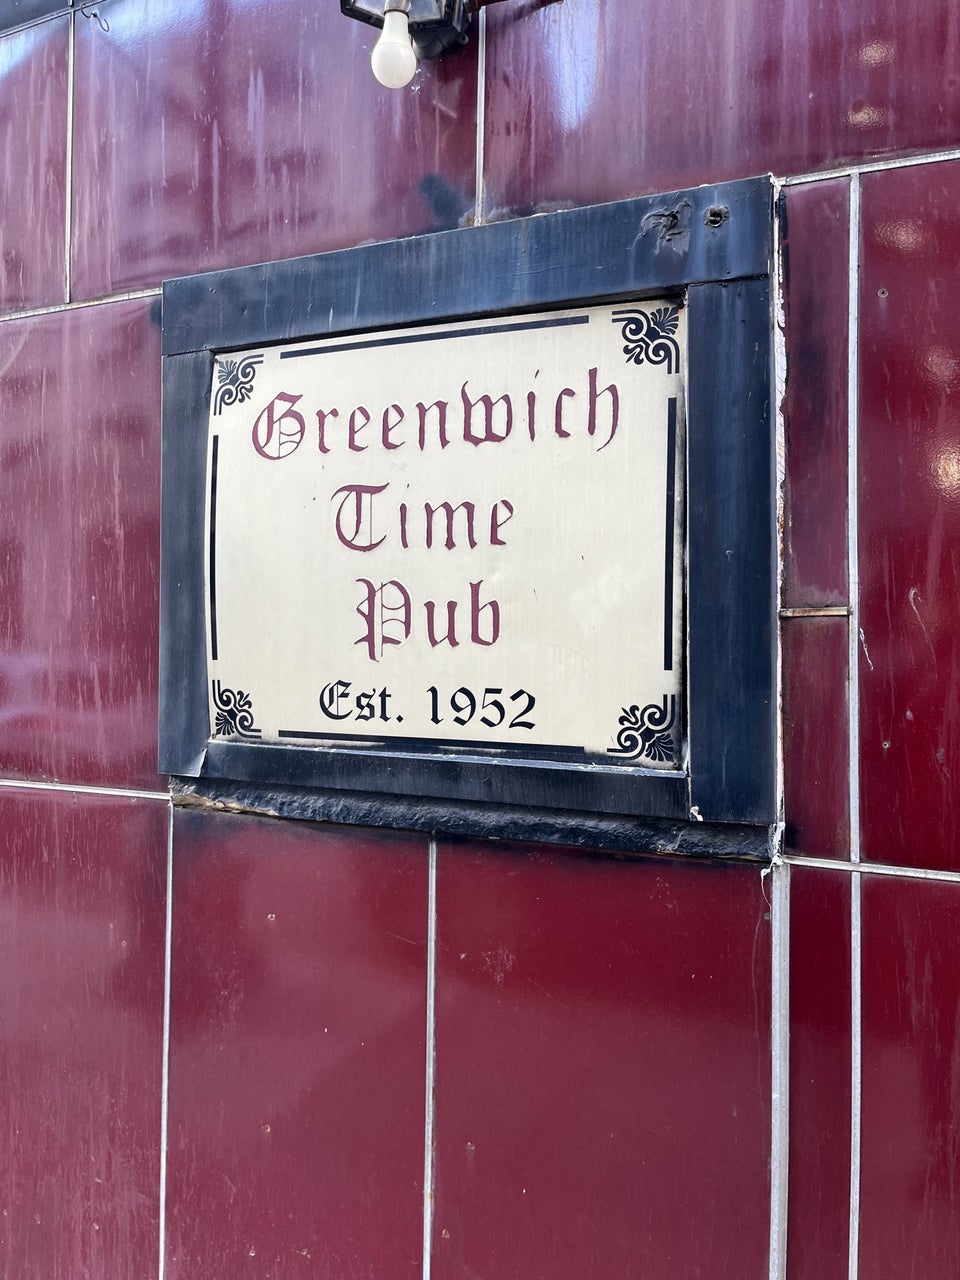 Greenwich
Time
Pub
Est. 1952